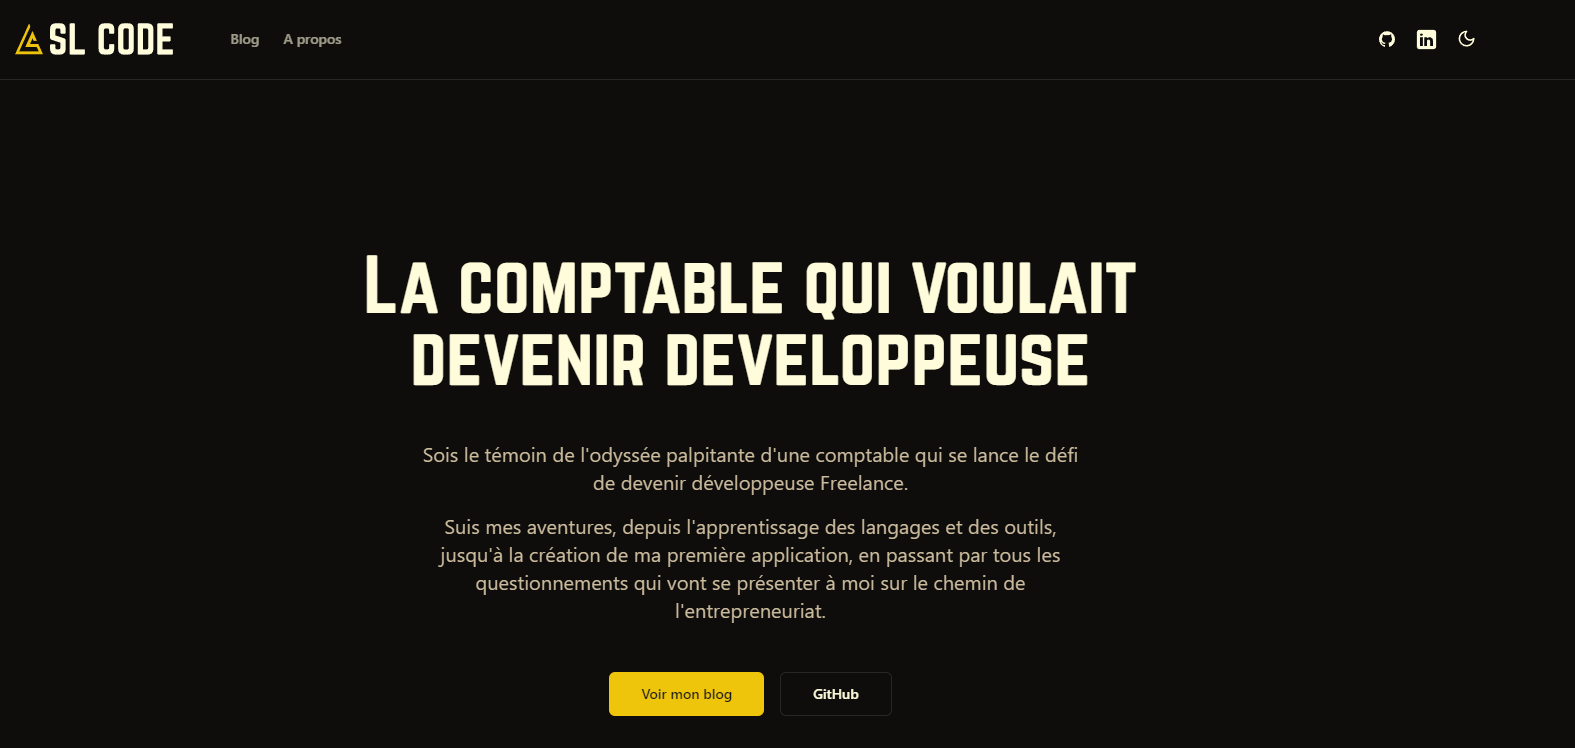 SL CODE
Blog
A propos
La comptable qui voulait
devenir developpeuse
Sois le témoin de l'odyssée palpitante d'une comptable qui se lance le défi
de devenir développeuse Freelance.
Suis mes aventures, depuis l'apprentissage des langages et des outils,
jusqu'à la création de ma première application, en passant par tous les
questionnements qui vont se présenter à moi sur le chemin de
l'entrepreneuriat.
Voir mon blog
GitHub